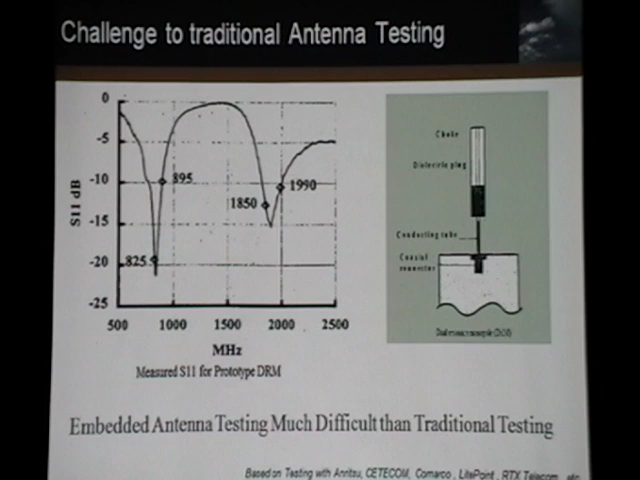 Challenge to traditional Antenna Testing
0
-5
-10
-15
-20
-25
S11 dB
895
1990
1850
825
500 1000 1500 2000 2500
MHz
Measured S11 for Prototype DRM
Choke
Dielectric plug
Conducting tube
Coaxial
connector
Embedded Antenna Testing Much Difficult than Traditional Testing
Based on Testing with Anritsu, CETECOM, Comarco, LitePoint, RTX Telecom,